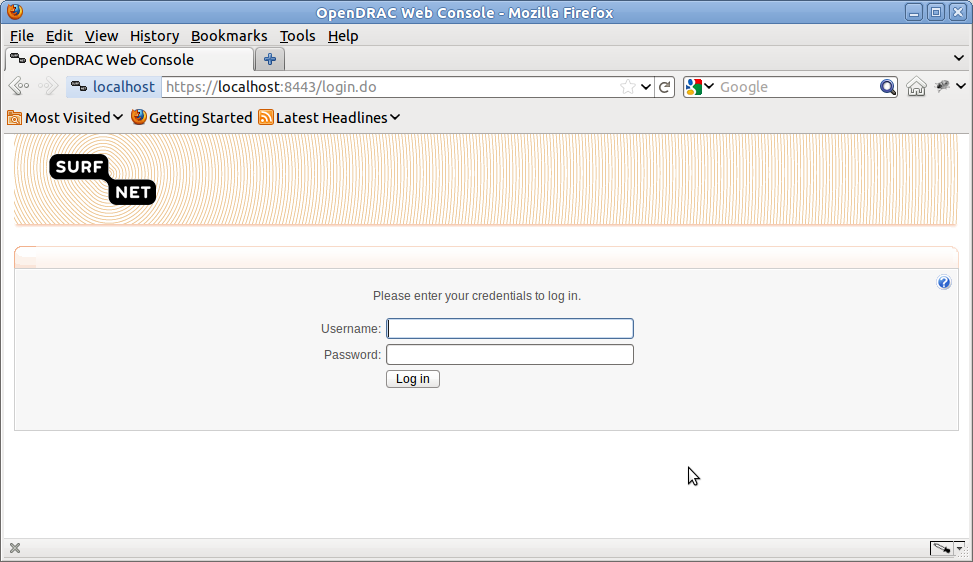 OpenDRAC Web Console - Mozilla Firefox
File Edit View History Bookmarks Tools Help
OpenDRAC Web Console
localhost https://localhost:8443/login.do Google
Most Visited Getting Started Latest Headlines
SURF
NET
Please enter your credentials to log in.
Username:
Password:
Log in